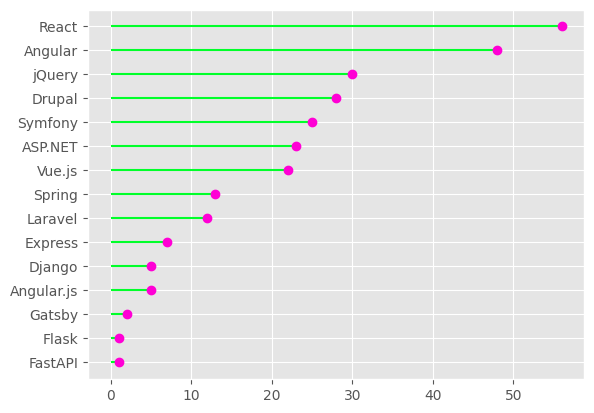 React
Angular
jQuery
Drupal
Symfony
ASP.NET
Vue.js
Spring
Laravel
Express
Django
Angular.js
Gatsby
Flask
FastAPI
0 10 20 30 40 50